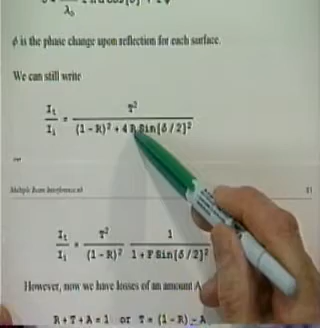 ϕ is the phase change upon reflection for each surface.
We can still write
I_t / I_i = T² / ((1 - R)² + 4 R Sin[δ / 2]²)
or
Multiple Beam Interference.nb
I_t / I_i = T² / (1 - R)² 1 / (1 + F Sin[δ / 2]²)
However, now we have losses of an amount A
R + T + A = 1 or T = (1 - R) - A